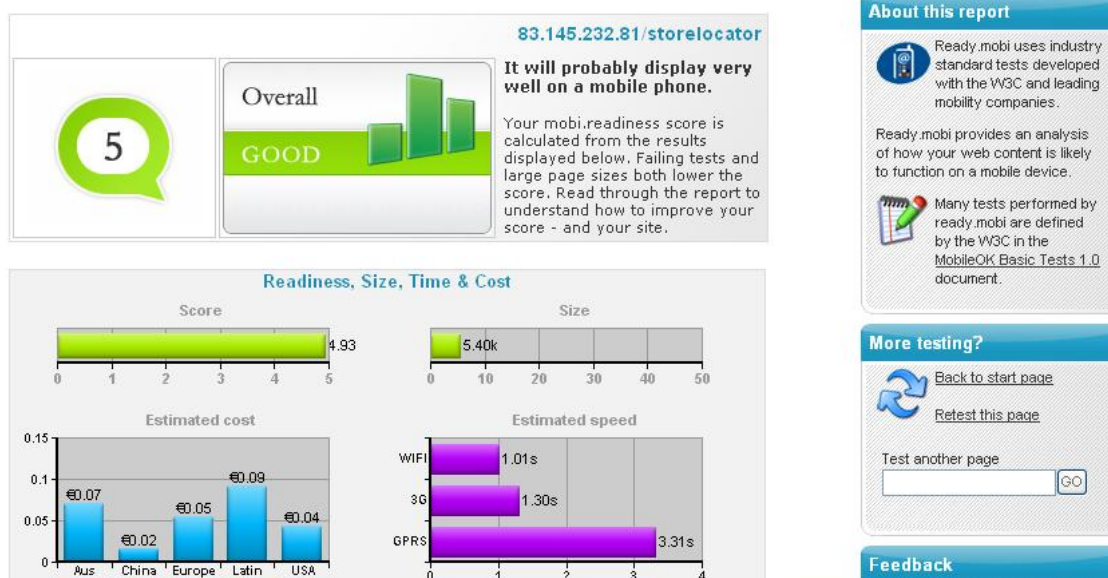 83.145.232.81/storelocator
5
Overall
GOOD
It will probably display very
well on a mobile phone.
Your mobi.readiness score is
calculated from the results
displayed below. Failing tests and
large page sizes both lower the
score. Read through the report to
understand how to improve your
score - and your site.
Readiness, Size, Time & Cost
Score
4.93
0 1 2 3 4 5
Size
5.40k
0 10 20 30 40 50
Estimated cost
0.15
0.1
0.05
0
€0.07
€0.02
€0.05
€0.09
€0.04
Aus China Europe Latin USA
Estimated speed
WIFI 1.01s
3G 1.30s
GPRS 3.31s
0 1 2 3 4
About this report
Ready.mobi uses industry
standard tests developed
with the W3C and leading
mobility companies.
Ready.mobi provides an analysis
of how your web content is likely
to function on a mobile device.
Many tests performed by
ready.mobi are defined
by the W3C in the
MobileOK Basic Tests 1.0
document.
More testing?
Back to start page
Retest this page
Test another page
GO
Feedback